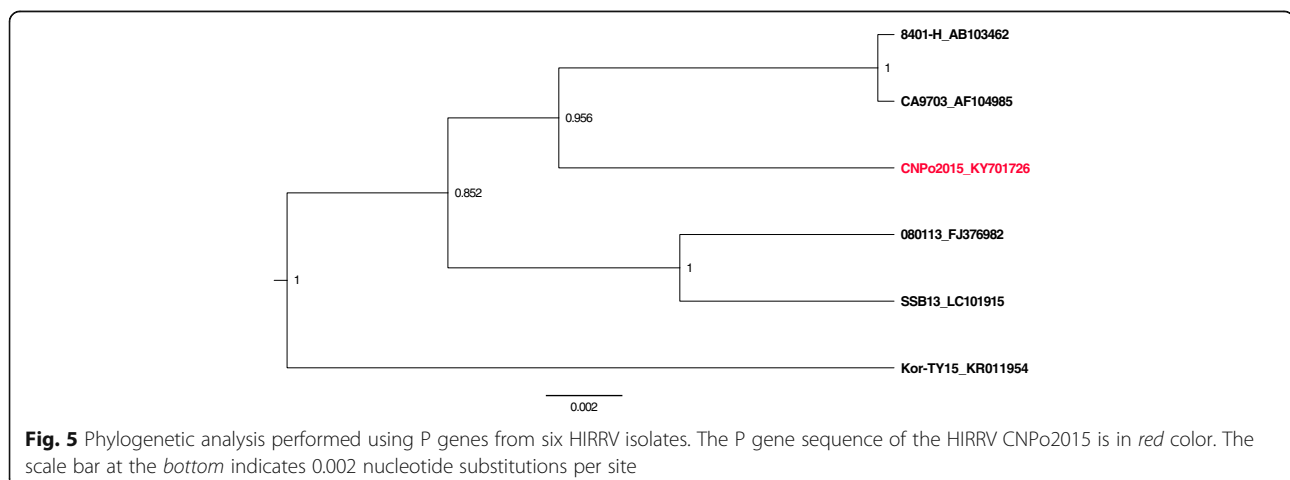 8401-H_AB103462
1
CA9703_AF104985
0.956
CNPo2015_KY701726
0.852
080113_FJ376982
1
1
SSB13_LC101915
Kor-TY15_KR011954
0.002
Fig. 5 Phylogenetic analysis performed using P genes from six HIRRV isolates. The P gene sequence of the HIRRV CNPo2015 is in red color. The
scale bar at the bottom indicates 0.002 nucleotide substitutions per site